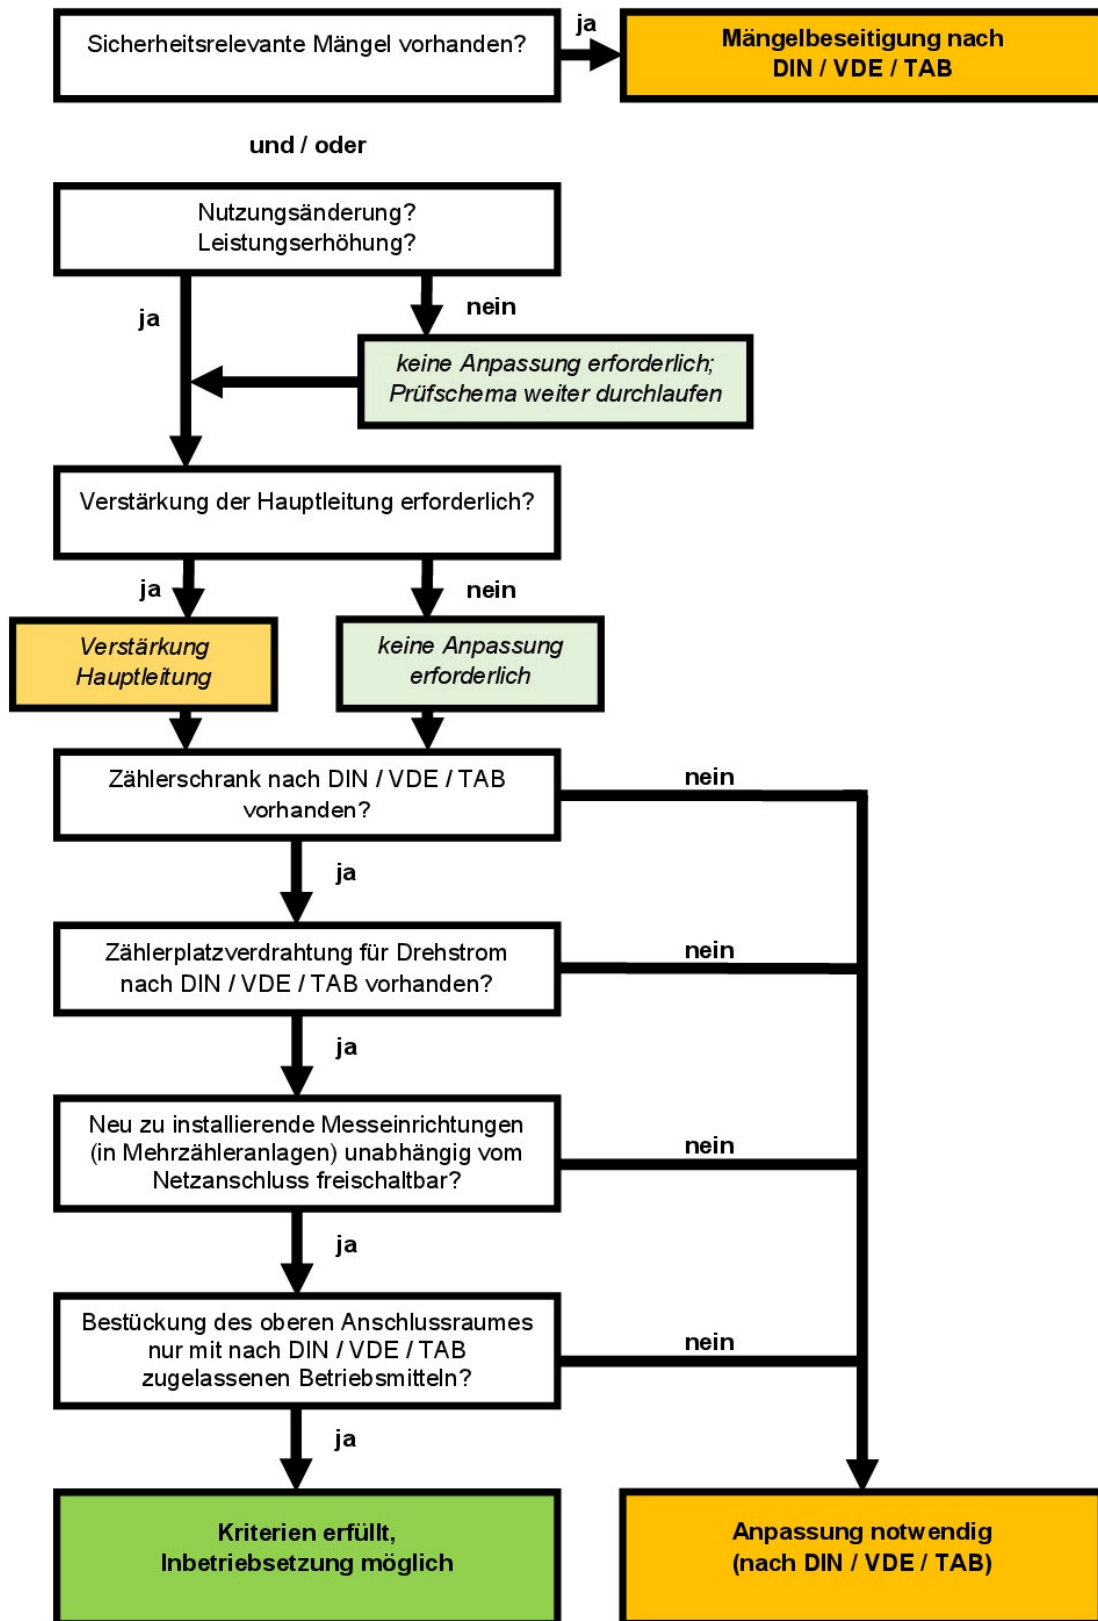 Sicherheitsrelevante Mängel vorhanden?
ja
Mängelbeseitigung nach
DIN / VDE / TAB
und / oder
Nutzungsänderung?
Leistungserhöhung?
ja
nein
keine Anpassung erforderlich;
Prüfschema weiter durchlaufen
Verstärkung der Hauptleitung erforderlich?
ja
nein
Verstärkung
Hauptleitung
keine Anpassung
erforderlich
Zählerschrank nach DIN / VDE / TAB
vorhanden?
nein
ja
Zählerplatzverdrahtung für Drehstrom
nach DIN / VDE / TAB vorhanden?
nein
ja
Neu zu installierende Messeinrichtungen
(in Mehrzähleranlagen) unabhängig vom
Netzanschluss freischaltbar?
nein
ja
Bestückung des oberen Anschlussraumes
nur mit nach DIN / VDE / TAB
zugelassenen Betriebsmitteln?
nein
ja
Kriterien erfüllt,
Inbetriebsetzung möglich
Anpassung notwendig
(nach DIN / VDE / TAB)